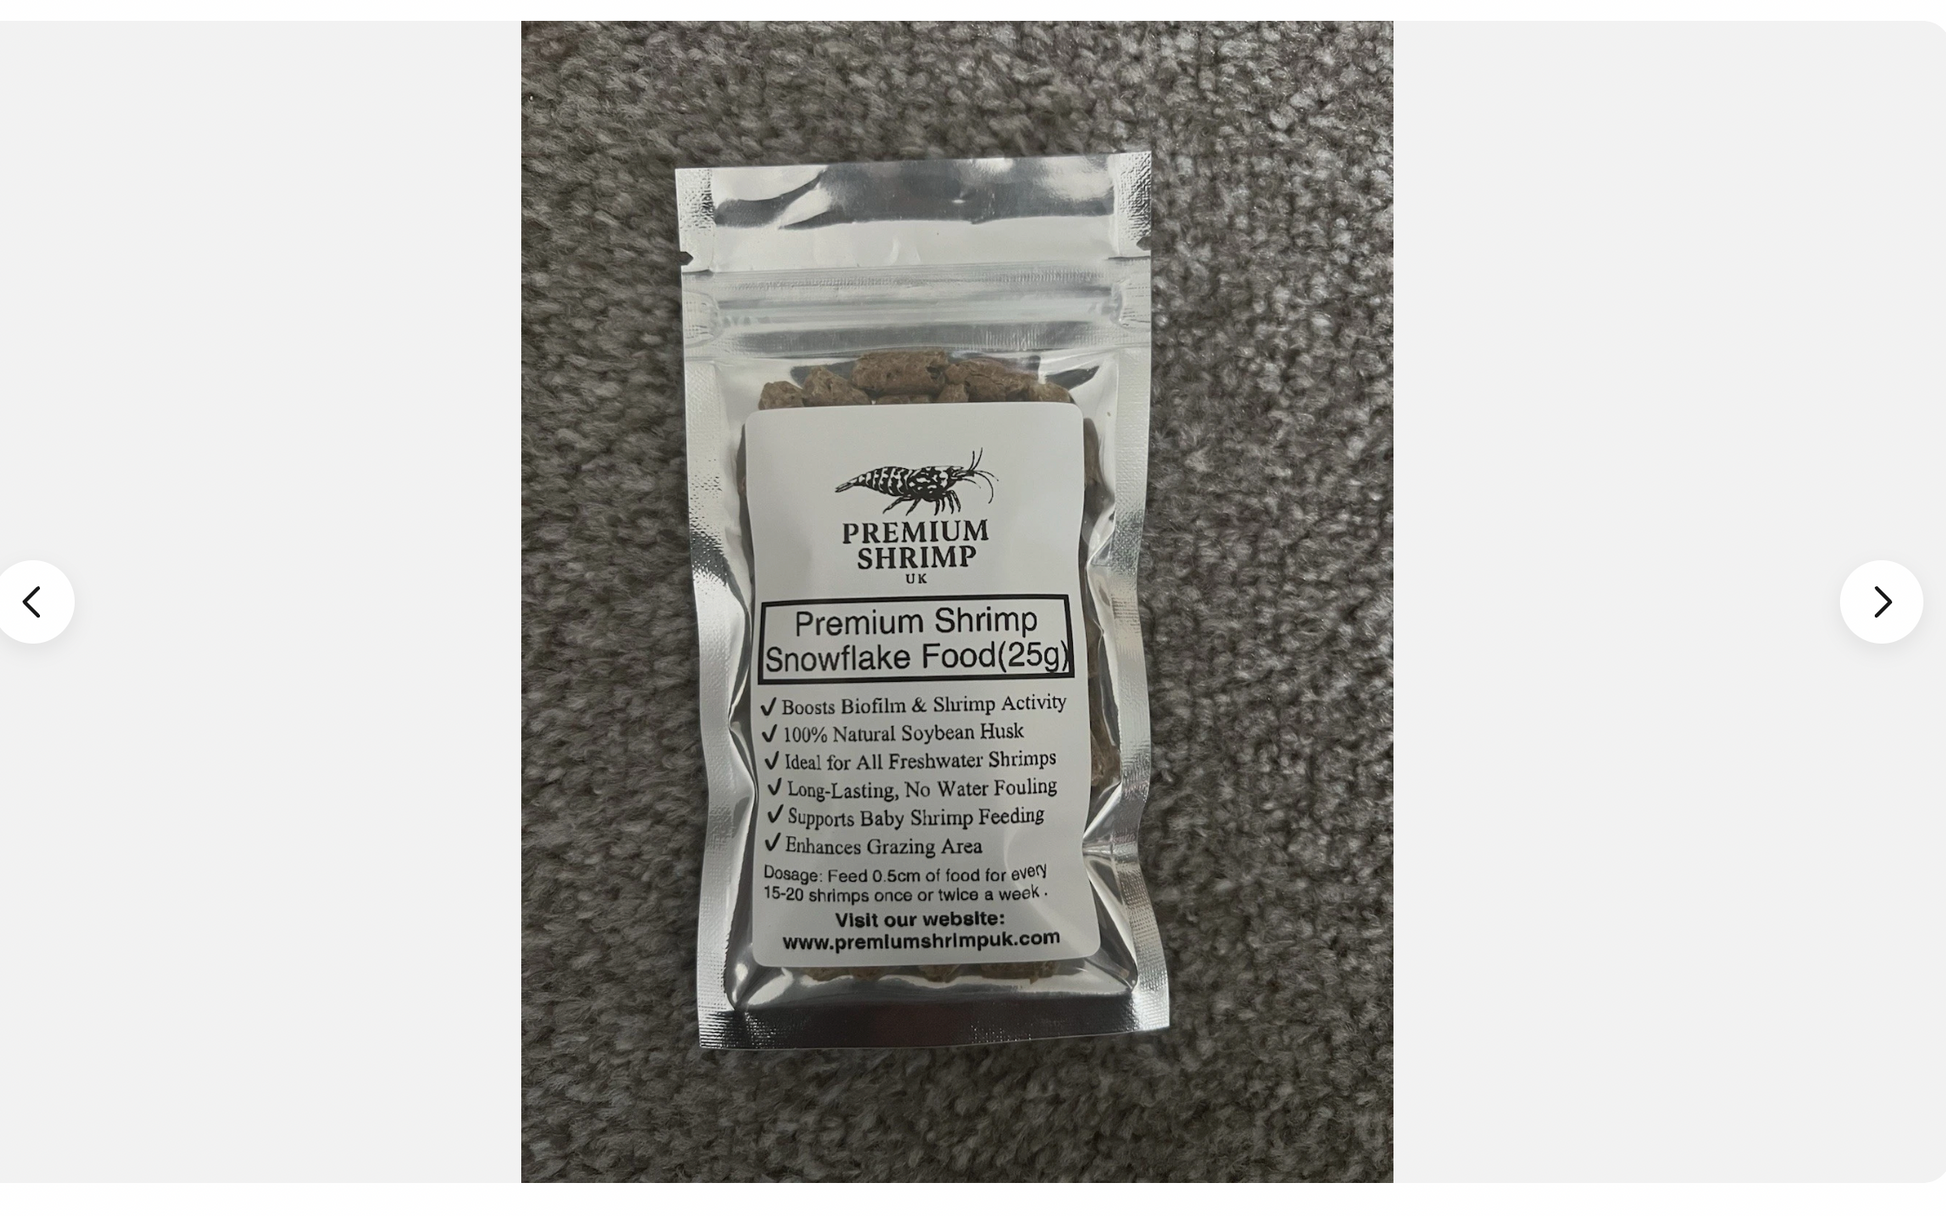 PREMIUM
SHRIMP
UK
Premium Shrimp
Snowflake Food(25g)
✓ Boosts Biofilm & Shrimp Activity
✓ 100% Natural Soybean Husk
✓ Ideal for All Freshwater Shrimps
✓ Long-Lasting, No Water Fouling
✓ Supports Baby Shrimp Feeding
✓ Enhances Grazing Area
Dosage: Feed 0.5cm of food for every
15-20 shrimps once or twice a week .
Visit our website:
www.premiumshrimpuk.com